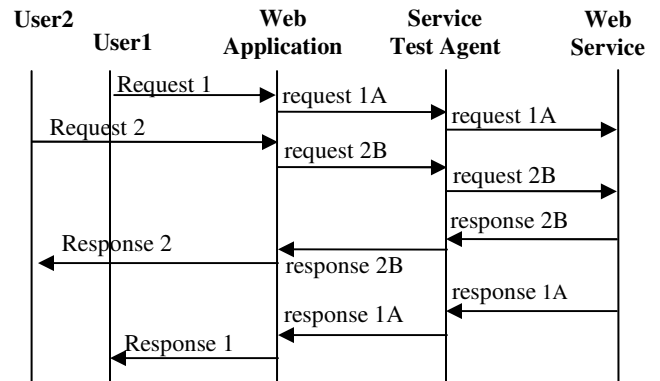 User2
User1
Web
Application
Service
Test Agent
Web
Service
Request 1
request 1A
request 1A
Request 2
request 2B
request 2B
response 2B
Response 2
response 2B
response 1A
response 1A
Response 1